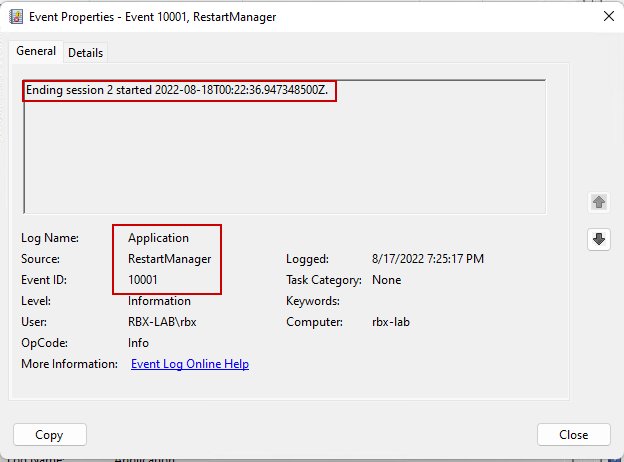 Event Properties - Event 10001, RestartManager
General Details
Ending session 2 started 2022-08-18T00:22:36.947348500Z.
Log Name: Application
Source: RestartManager Logged: 8/17/2022 7:25:17 PM
Event ID: 10001 Task Category: None
Level: Information Keywords:
User: RBX-LAB\rbx Computer: rbx-lab
OpCode: Info
More Information: Event Log Online Help
Copy Close